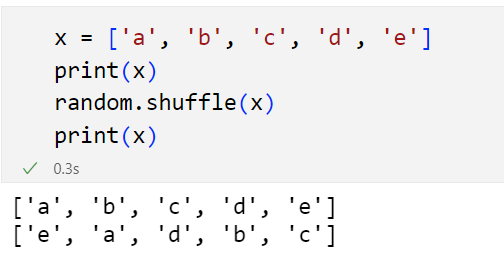 x = ['a', 'b', 'c', 'd', 'e']
print(x)
random.shuffle(x)
print(x)
0.3s
['a', 'b', 'c', 'd', 'e']
['e', 'a', 'd', 'b', 'c']